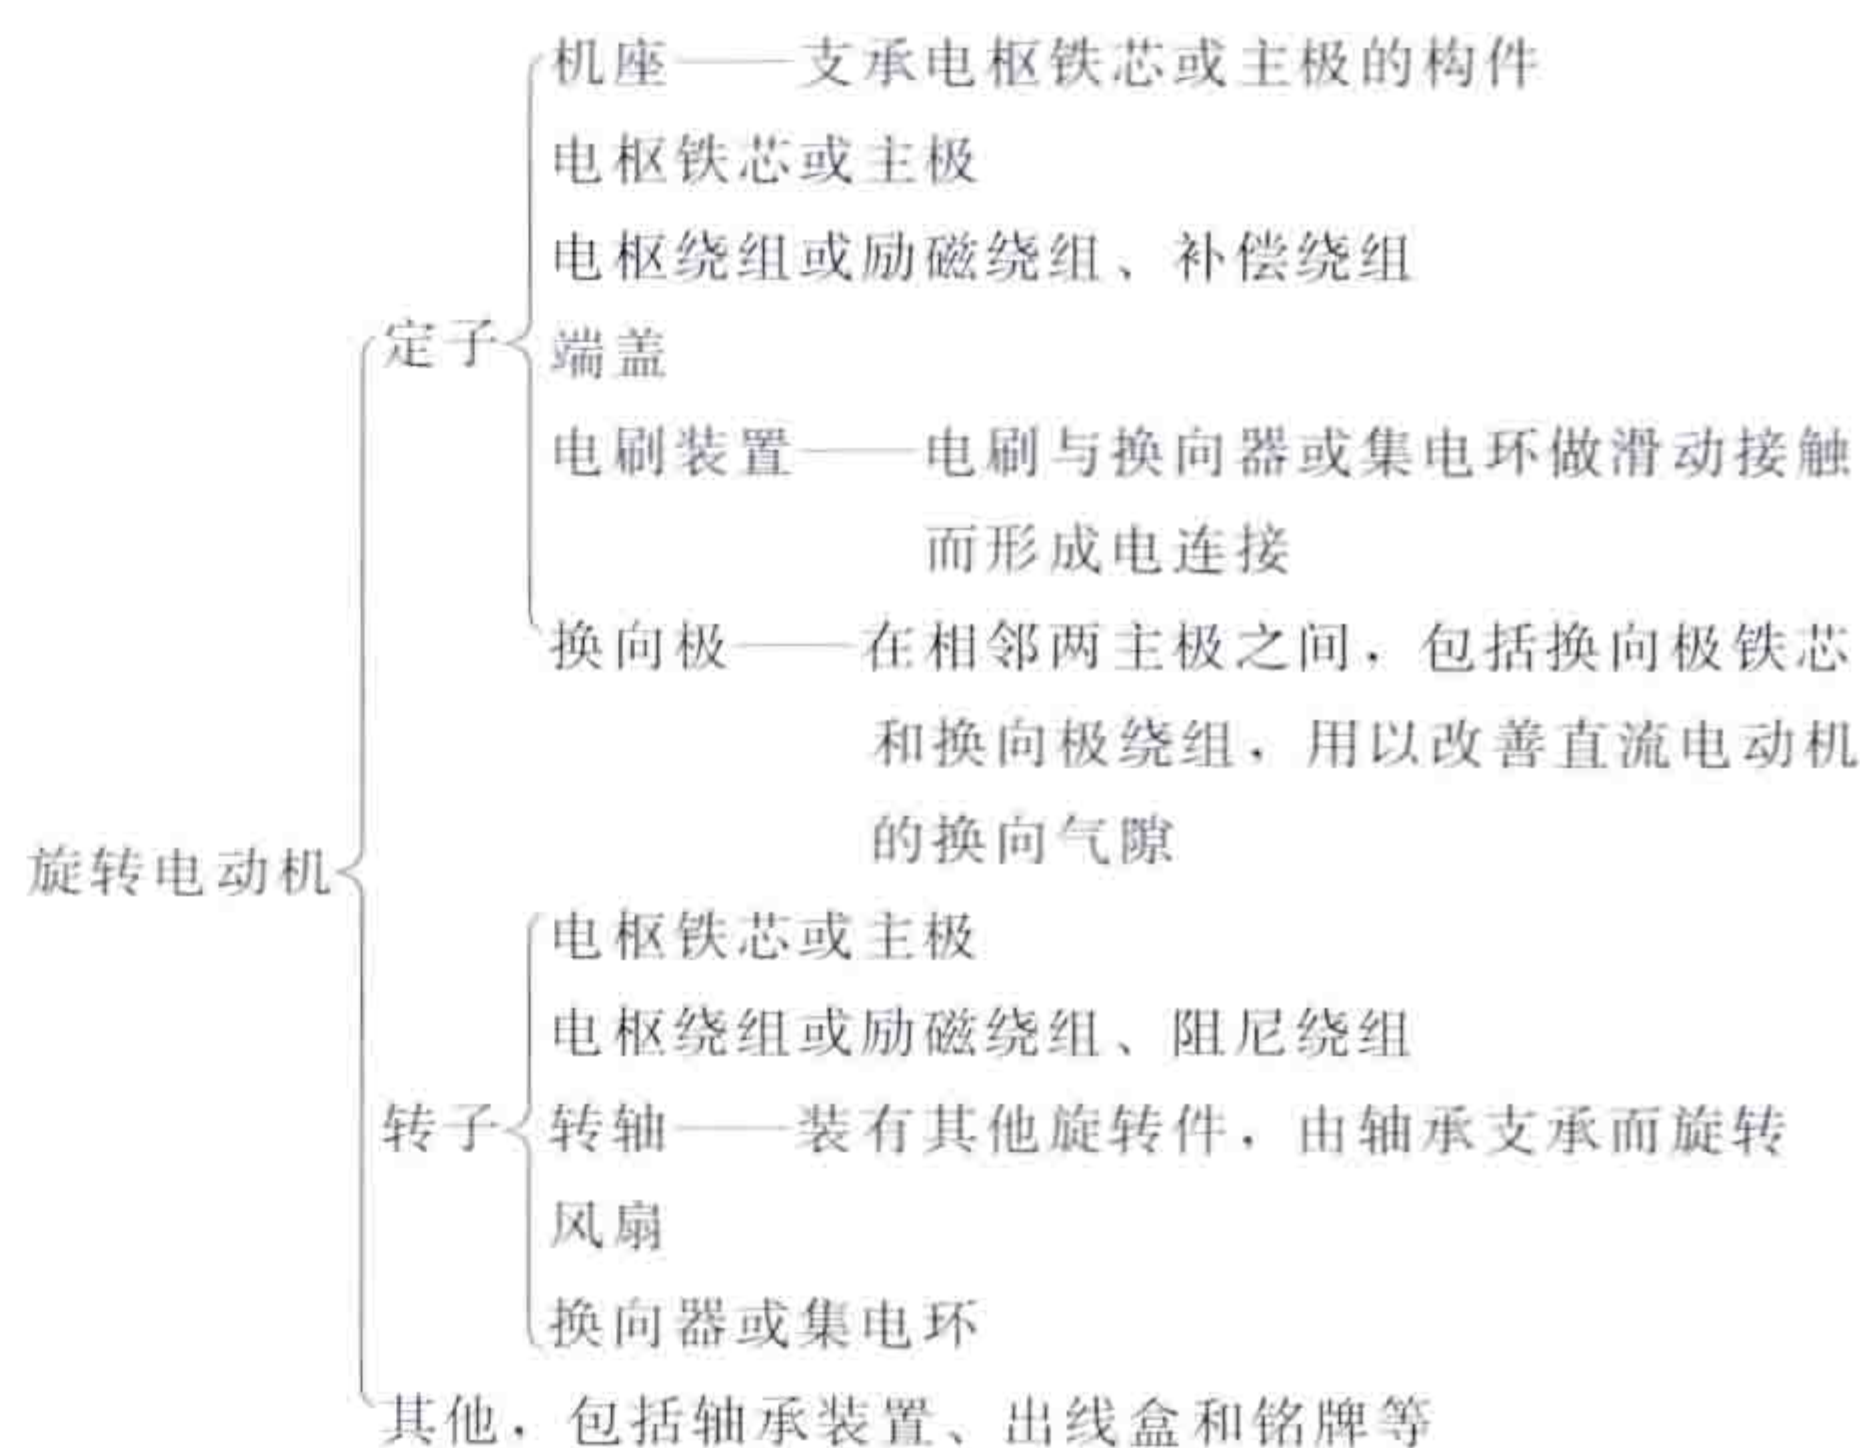 机座——支承电枢铁芯或主极的构件
电枢铁芯或主极
电枢绕组或励磁绕组、补偿绕组
定子
端盖
电刷装置——电刷与换向器或集电环做滑动接触
而形成电连接
换向极——在相邻两主极之间，包括换向极铁芯
和换向极绕组，用以改善直流电动机
的换向气隙
旋转电动机
电枢铁芯或主极
电枢绕组或励磁绕组、阻尼绕组
转子
转轴——装有其他旋转件，由轴承支承而旋转
风扇
换向器或集电环
其他，包括轴承装置、出线盒和铭牌等